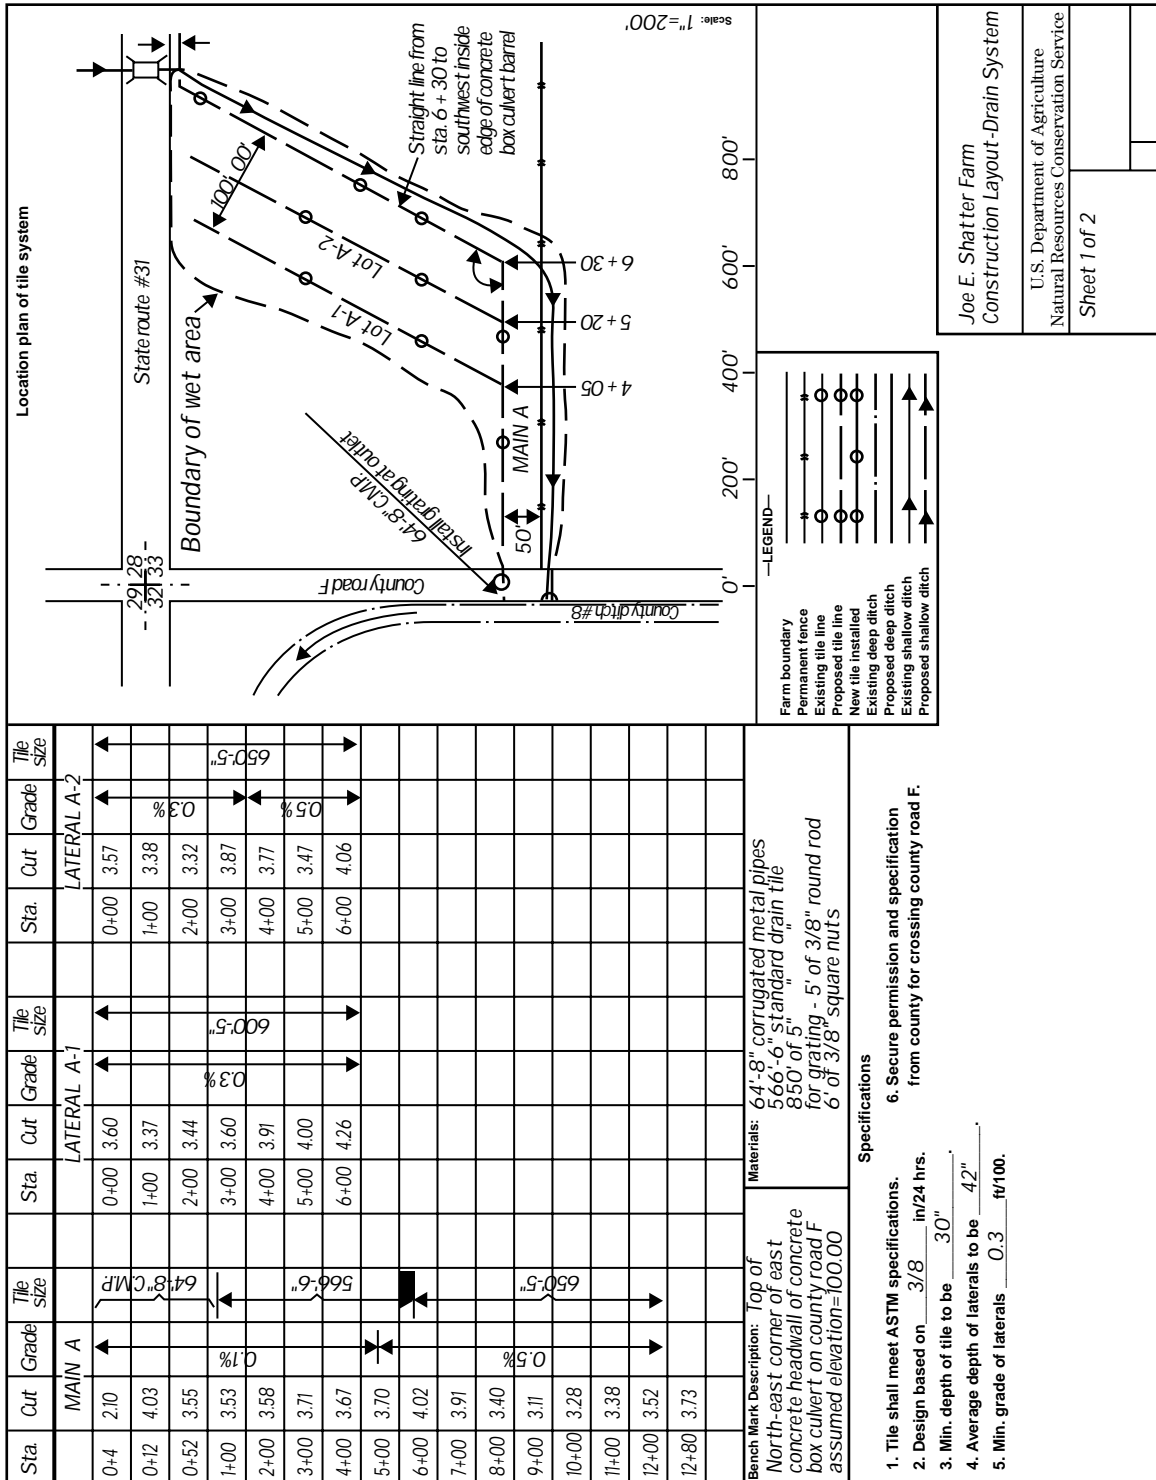 Location plan of tile system
State route #31
29 28
32 33
Boundary of wet area
100' 00'
Lot A-2
Lot A-1
Straight line from
sta. 6 + 30 to
southwest inside
edge of concrete
box culvert barrel
64'-8" C.M.P.
Install grating at outlet
MAIN A
50'
4 + 05
5 + 20
6 + 30
County road F
County ditch #8
Scale: 1"=200'
0' 200' 400' 600' 800'
—LEGEND—
Farm boundary
Permanent fence
Existing tile line
Proposed tile line
New tile installed
Existing deep ditch
Proposed deep ditch
Existing shallow ditch
Proposed shallow ditch
Joe E. Shatter Farm
Construction Layout-Drain System
U.S. Department of Agriculture
Natural Resources Conservation Service
Sheet 1 of 2
Sta. Cut Grade Tile size Sta. Cut Grade Tile size Sta. Cut Grade Tile size
MAIN A LATERAL A-1 LATERAL A-2
0+4 2.10 0+00 3.60 0+00 3.57
0+12 4.03 1+00 3.37 1+00 3.38
0+52 3.55 2+00 3.44 2+00 3.32
1+00 3.53 3+00 3.60 3+00 3.87
2+00 3.58 4+00 3.91 4+00 3.77
3+00 3.71 5+00 4.00 5+00 3.47
4+00 3.67 6+00 4.26 6+00 4.06
5+00 3.70
6+00 4.02
7+00 3.91
8+00 3.40
9+00 3.11
10+00 3.28
11+00 3.38
12+00 3.52
12+80 3.73
0.1%
0.5%
64'-8" C.M.P.
566'-6"
650'-5"
0.3%
600'-5"
0.3%
0.5%
650'-5"
Bench Mark Description: Top of
North-east corner of east
concrete headwall of concrete
box culvert on county road F
assumed elevation=100.00
Materials: 64'-8" corrugated metal pipes
566'-6" standard drain tile
850' of 5" " "
for grating - 5' of 3/8" round rod
6' of 3/8" square nuts
Specifications
1. Tile shall meet ASTM specifications.
2. Design based on 3/8 in/24 hrs.
3. Min. depth of tile to be 30".
4. Average depth of laterals to be 42".
5. Min. grade of laterals 0.3 ft/100.
6. Secure permission and specification
from county for crossing county road F.